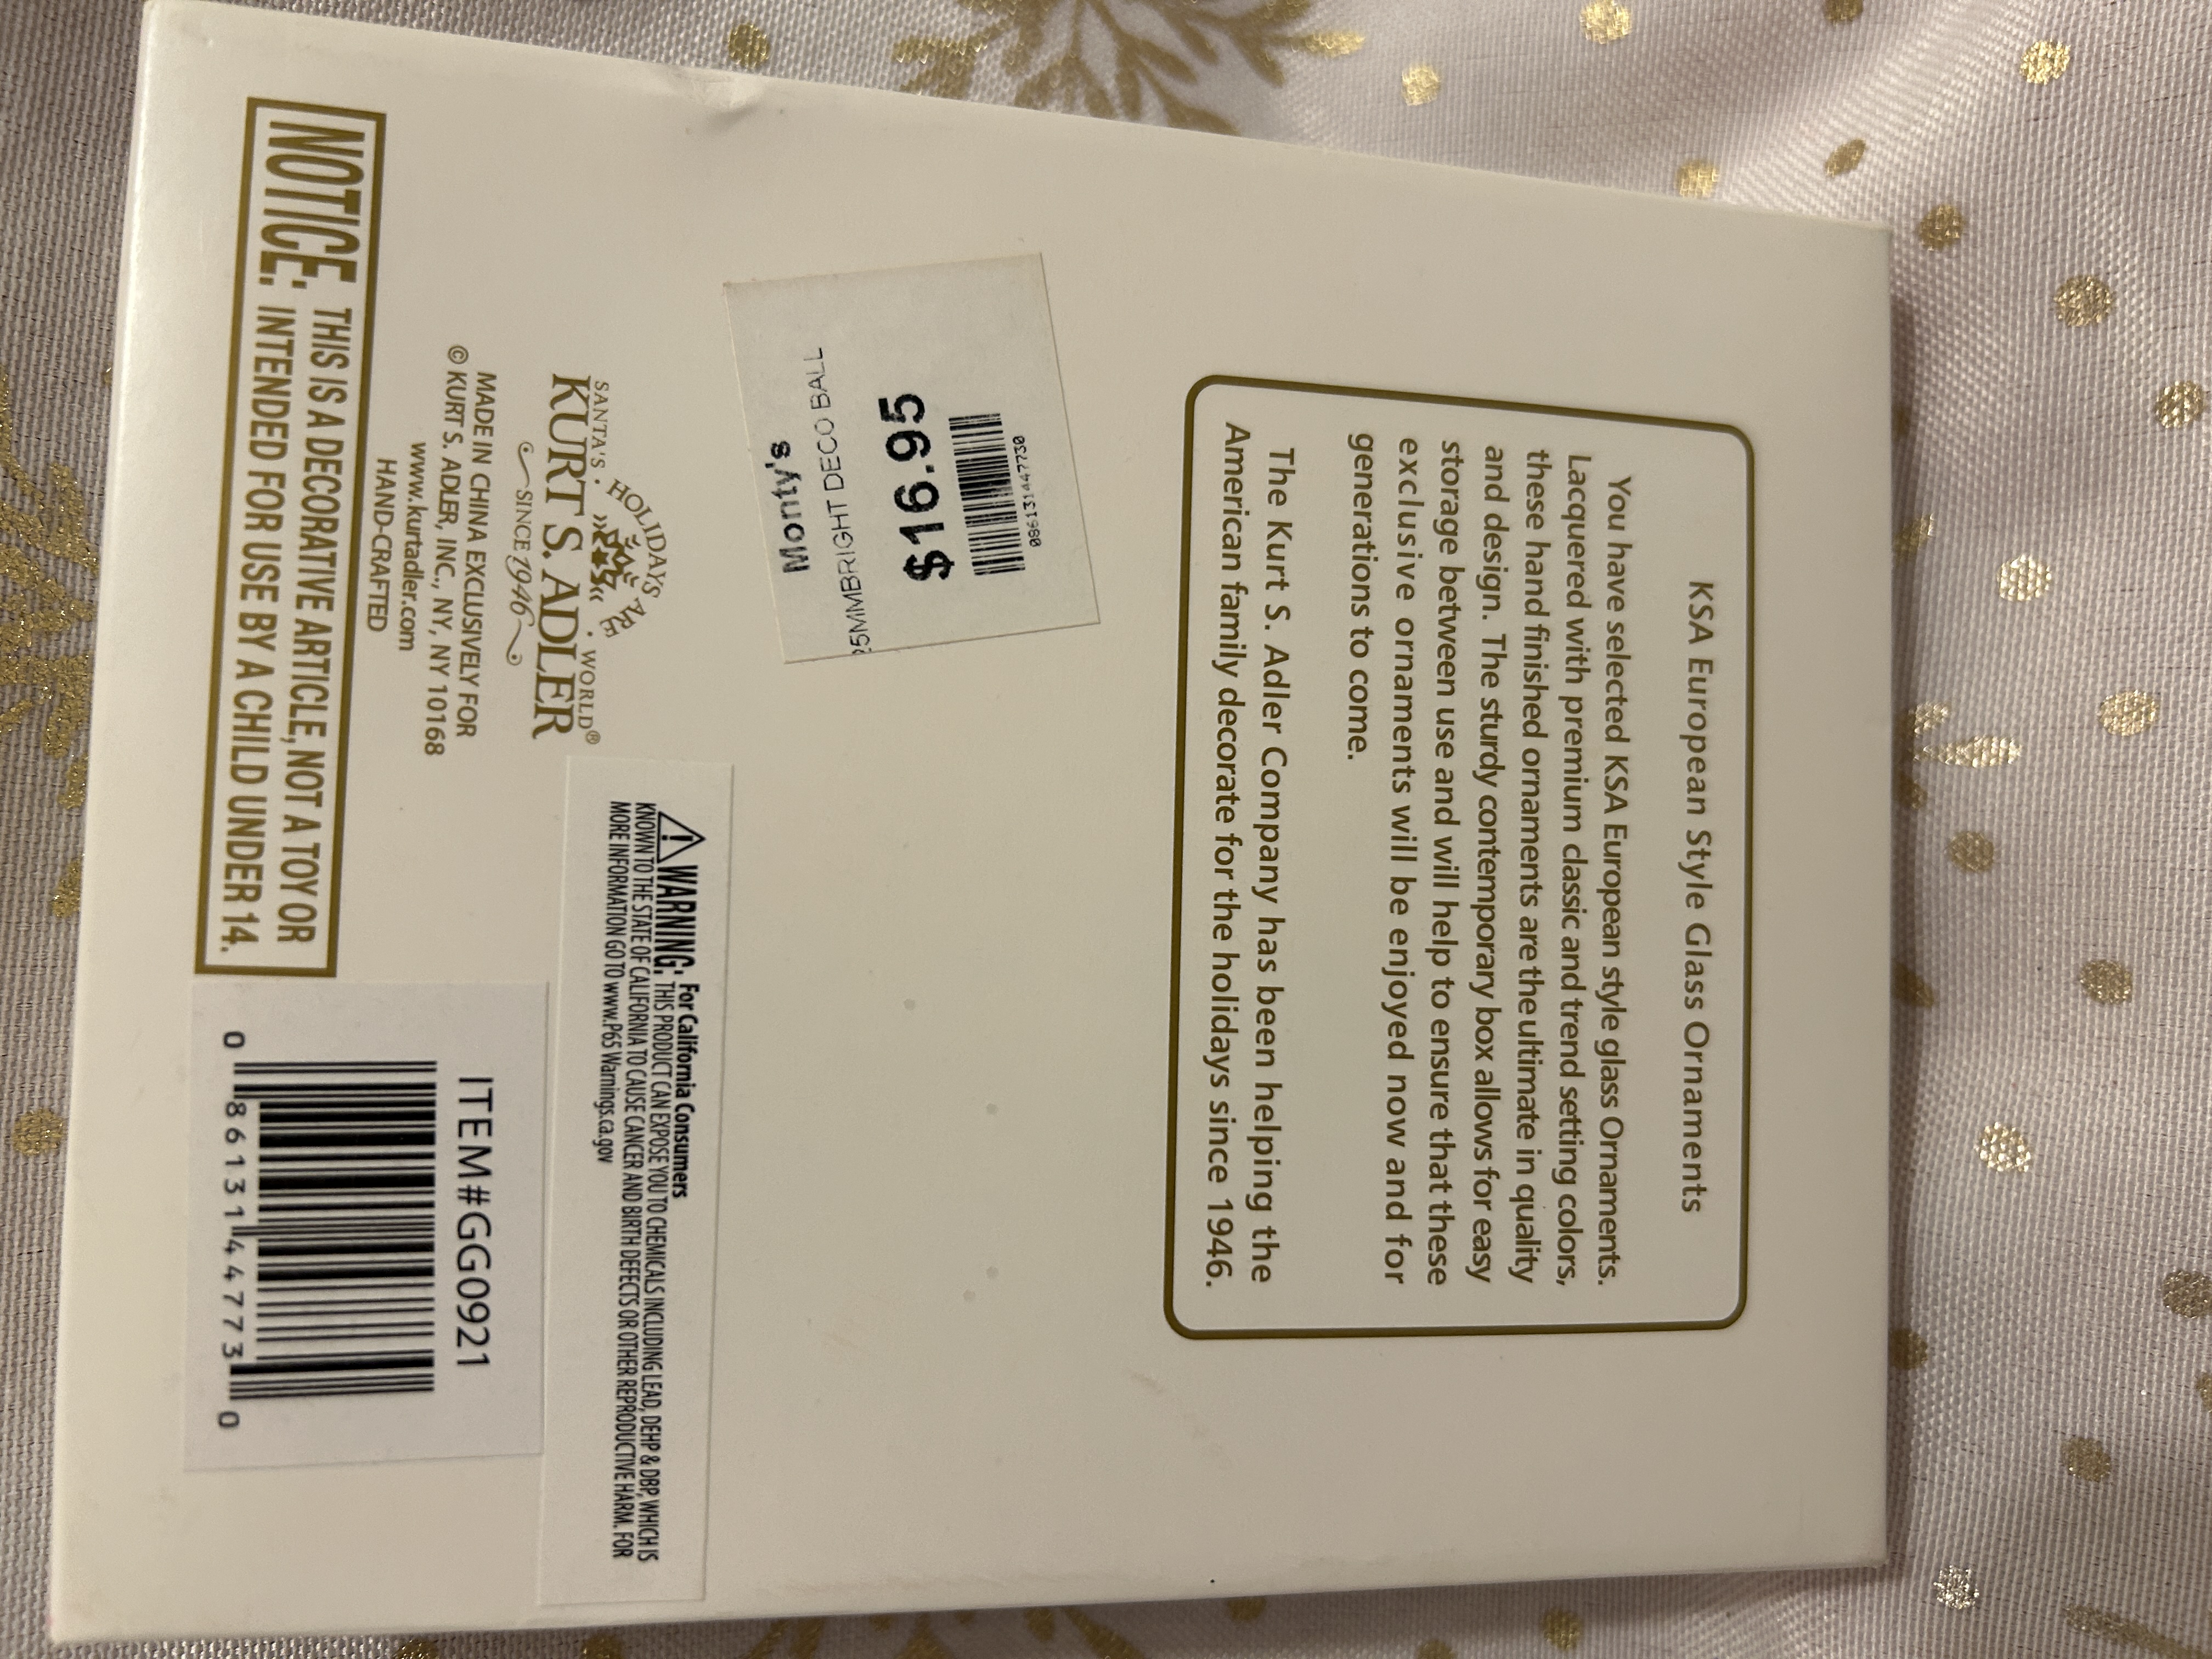 KSA European Style Glass Ornaments
You have selected KSA European style glass Ornaments.
Lacquered with premium classic and trend setting colors,
these hand finished ornaments are the ultimate in quality
and design. The sturdy contemporary box allows for easy
storage between use and will help to ensure that these
exclusive ornaments will be enjoyed now and for
generations to come.
The Kurt S. Adler Company has been helping the
American family decorate for the holidays since 1946.
086131447730
$16.95
85MMBRIGHT DECO BALL
Monty's
SANTA'S · HOLIDAYS ARE · WORLD®
KURT S. ADLER
SINCE 1946
MADE IN CHINA EXCLUSIVELY FOR
© KURT S. ADLER, INC., NY, NY 10168
www.kurtadler.com
HAND-CRAFTED
⚠ WARNING: For California Consumers
THIS PRODUCT CAN EXPOSE YOU TO CHEMICALS INCLUDING LEAD, DEHP & DBP, WHICH IS
KNOWN TO THE STATE OF CALIFORNIA TO CAUSE CANCER AND BIRTH DEFECTS OR OTHER REPRODUCTIVE HARM. FOR
MORE INFORMATION GO TO www.P65Warnings.ca.gov
NOTICE: THIS IS A DECORATIVE ARTICLE, NOT A TOY OR
INTENDED FOR USE BY A CHILD UNDER 14.
ITEM#GG0921
0 86131 44773 0